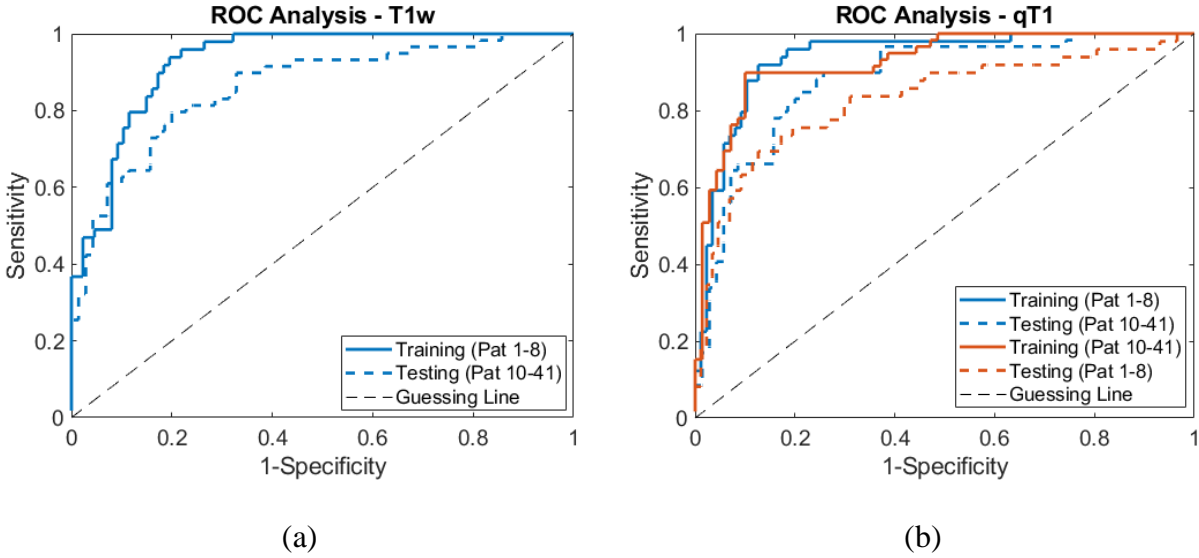 ROC Analysis - T1w
1
0.8
0.6
0.4
0.2
0
Sensitivity
0
0.2
0.4
0.6
0.8
1
1-Specificity
Training (Pat 1-8)
Testing (Pat 10-41)
Guessing Line
(a)
ROC Analysis - qT1
1
0.8
0.6
0.4
0.2
0
Sensitivity
0
0.2
0.4
0.6
0.8
1
1-Specificity
Training (Pat 1-8)
Testing (Pat 10-41)
Training (Pat 10-41)
Testing (Pat 1-8)
Guessing Line
(b)